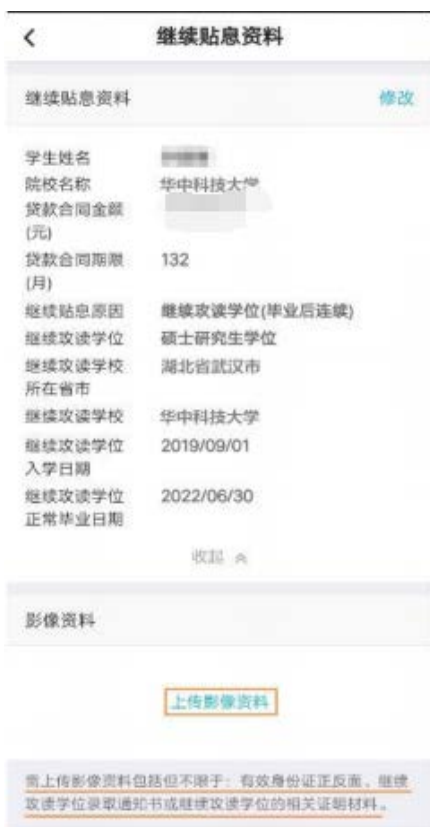 继续贴息资料
继续贴息资料 修改
学生姓名
院校名称 华中科技大学
贷款合同金额
(元)
贷款合同期限 132
(月)
继续贴息原因 继续攻读学位(毕业后连续)
继续攻读学位 硕士研究生学位
继续攻读学校 湖北省武汉市
所在省市
继续攻读学校 华中科技大学
继续攻读学位 2019/09/01
入学日期
继续攻读学位 2022/06/30
正常毕业日期
收起
影像资料
上传影像资料
需上传影像资料包括但不限于：有效身份证正反面、继续
攻读学位录取通知书或继续攻读学位的相关证明材料。